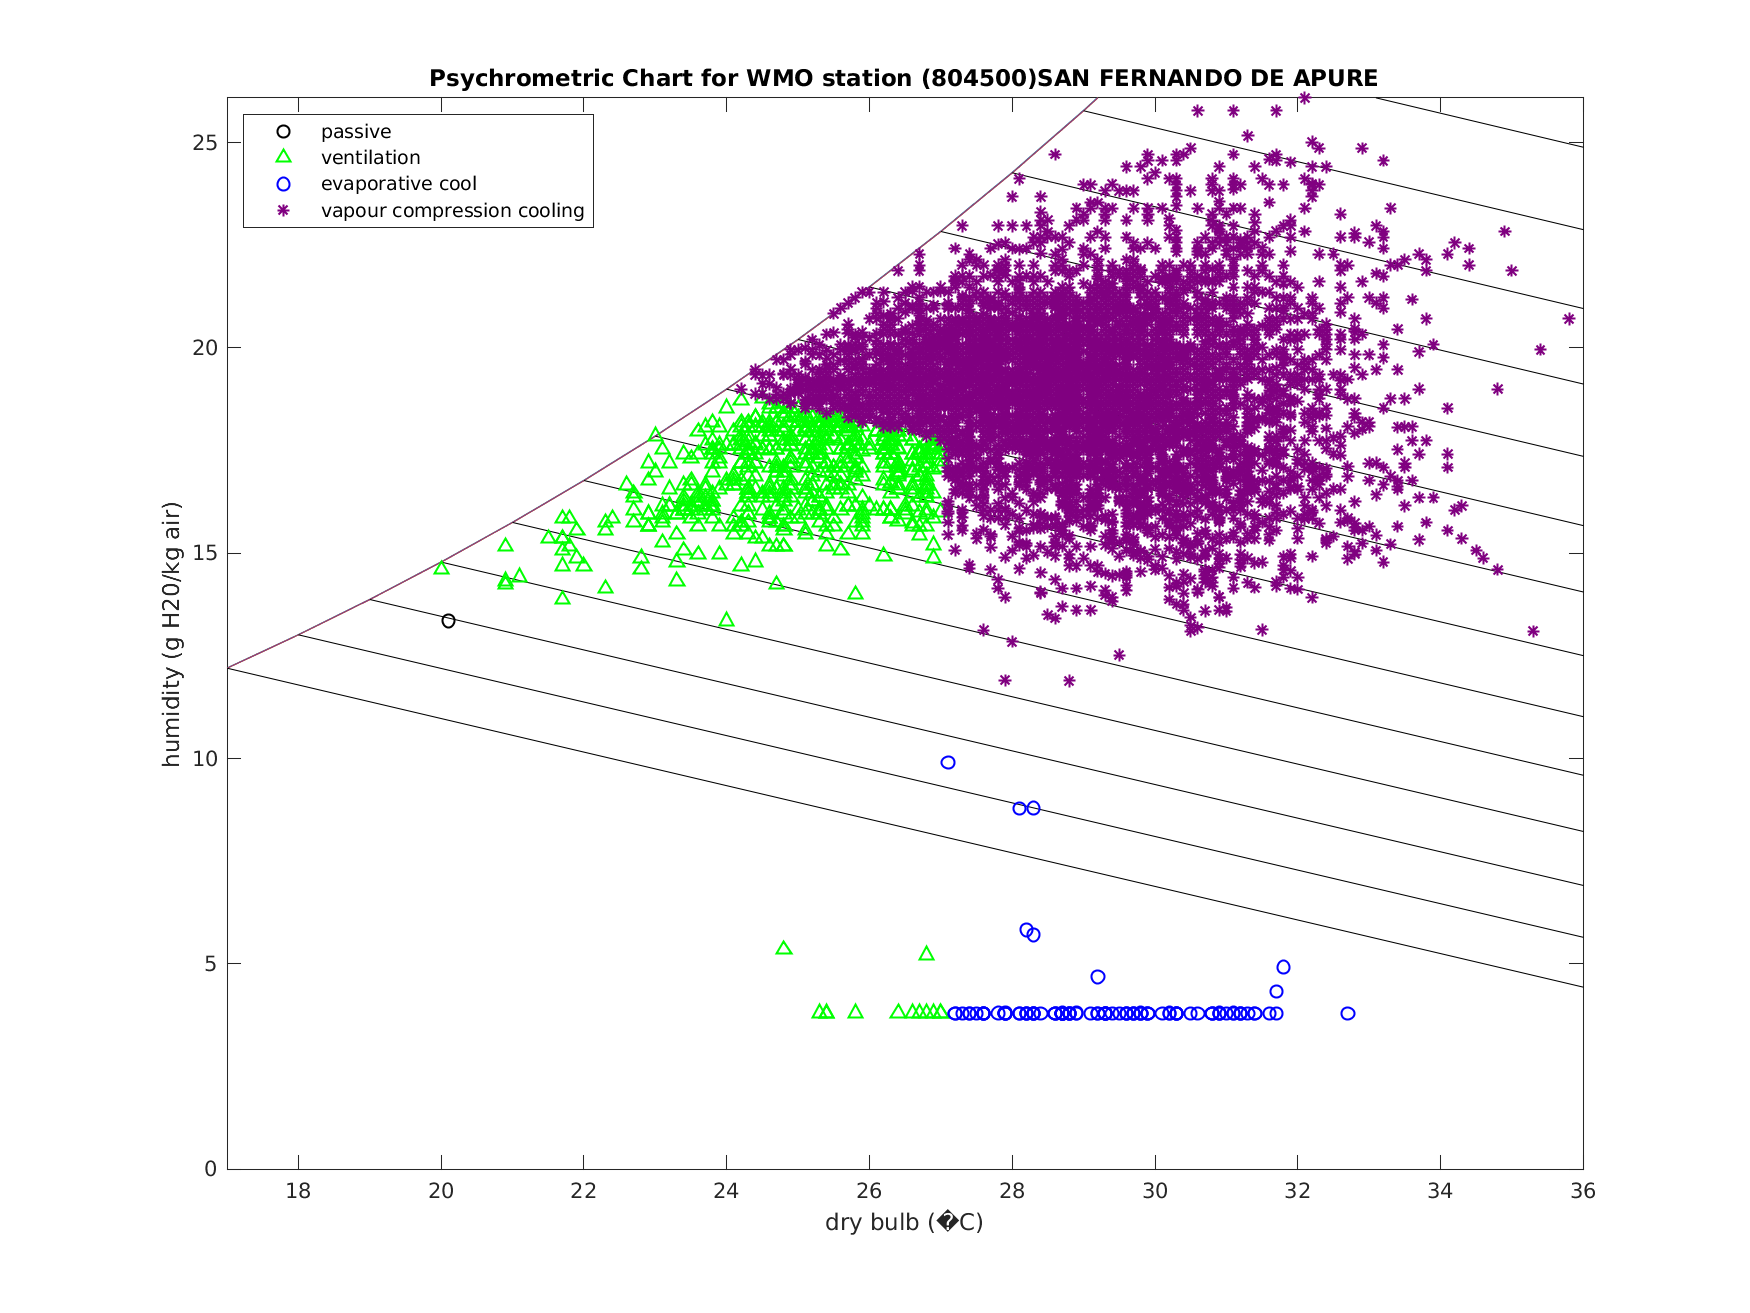 Psychrometric Chart for WMO station (804500)SAN FERNANDO DE APURE
passive
ventilation
evaporative cool
vapour compression cooling
humidity (g H20/kg air)
25
20
15
10
5
0
18 20 22 24 26 28 30 32 34 36
dry bulb (�C)